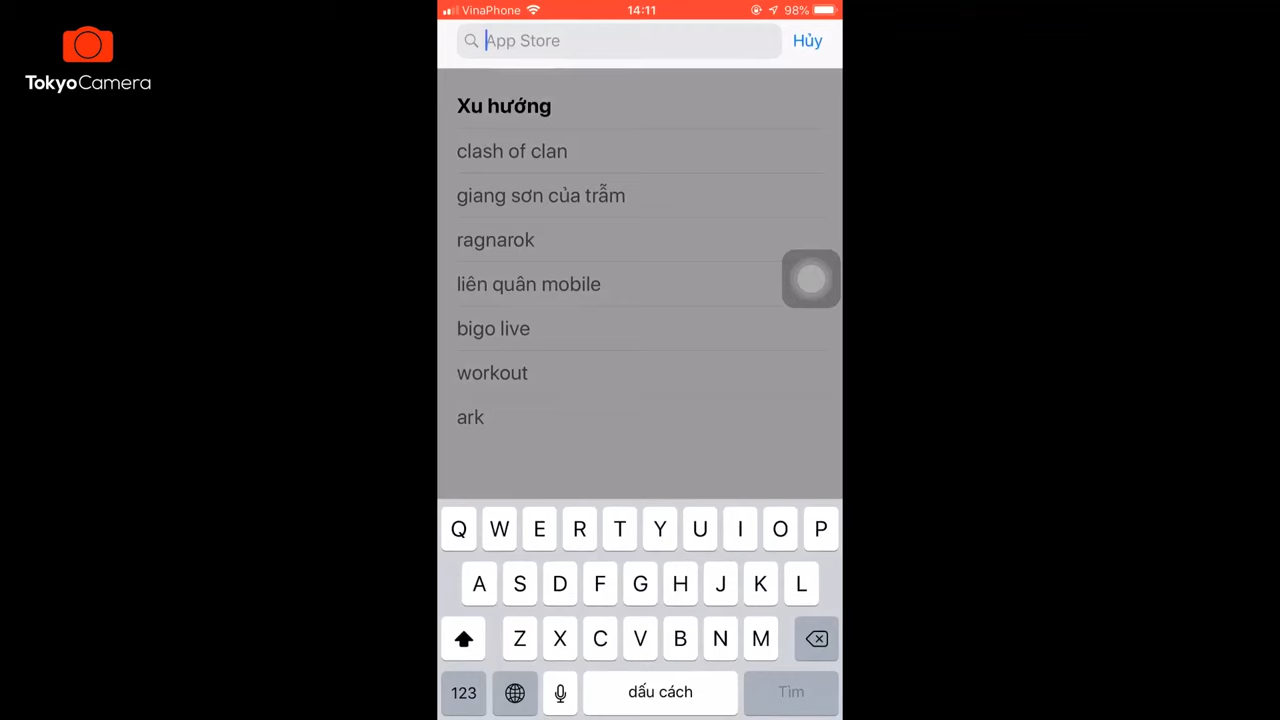 VinaPhone 14:11 98%
TokyoCamera
App Store Hủy
Xu hướng
clash of clan
giang sơn của trẫm
ragnarok
liên quân mobile
bigo live
workout
ark
Q W E R T Y U I O P
A S D F G H J K L
Z X C V B N M
123 dấu cách Tìm